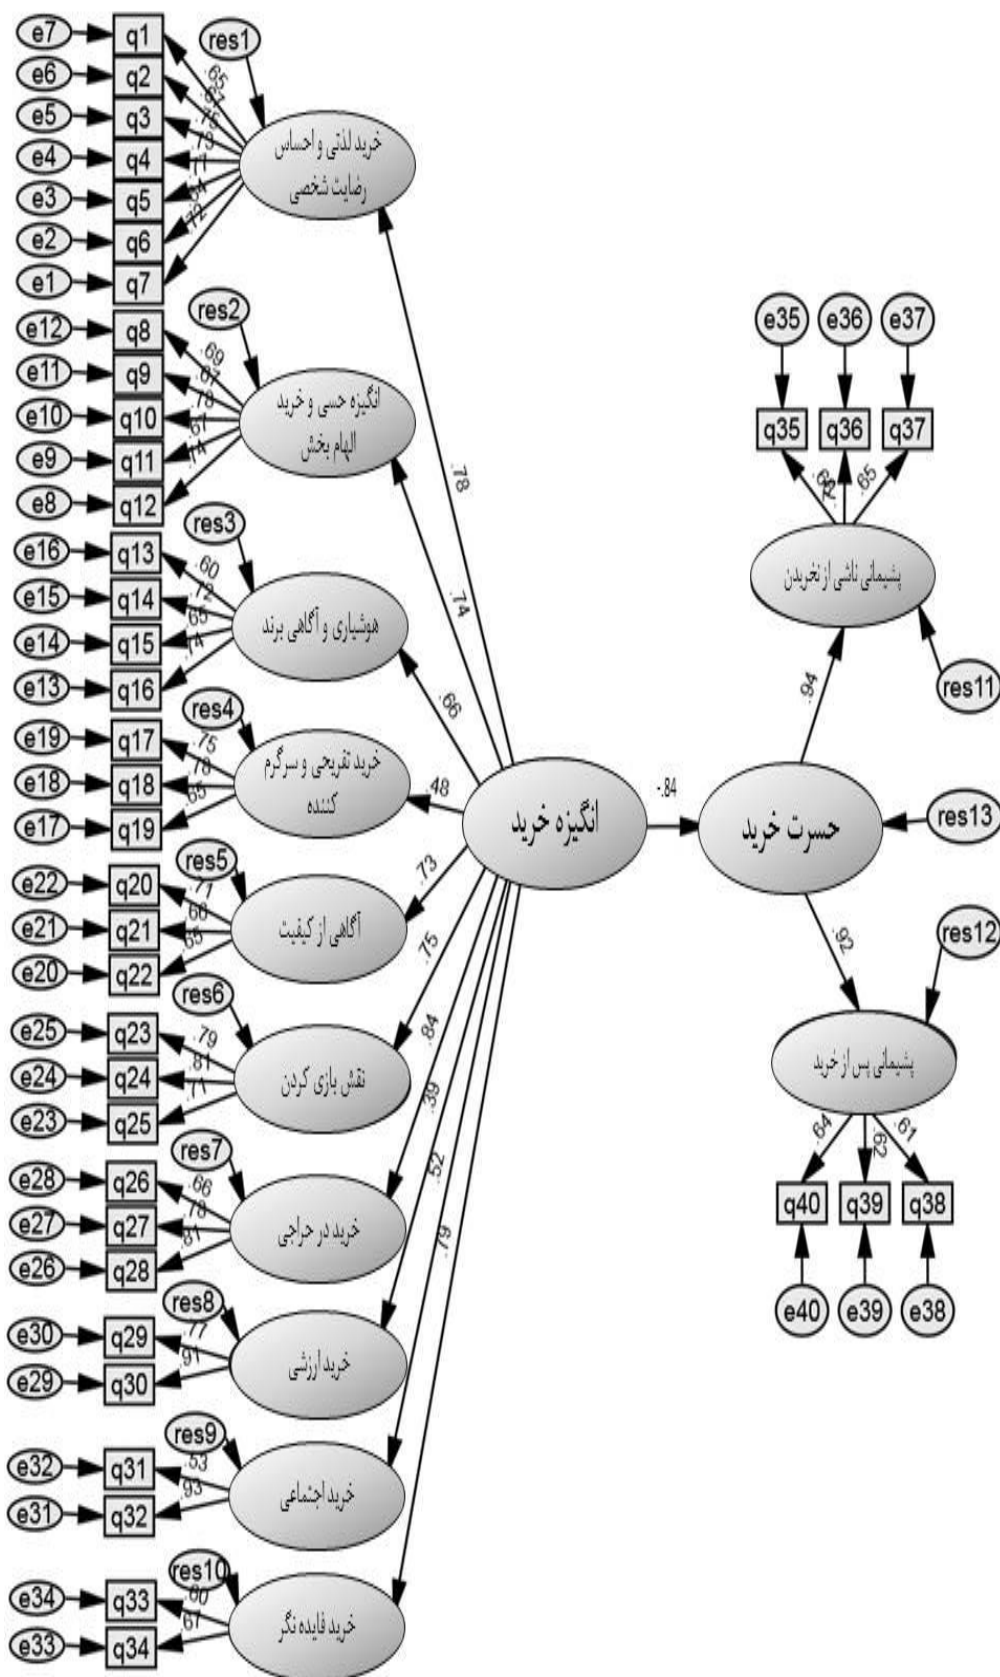 e7 q1 .65 res1
e6 q2
e5 q3 .75
e4 q4 .73
e3 q5 .77
e2 q6 .84
e1 q7 .72
خرید لذتی و احساس
رضایت شخصی
res2
e12 q8 .69
e11 q9 .67
e10 q10 .78
e9 q11 .67
e8 q12 .74
انگیزه حسی و خرید
الهام بخش
res3
e16 q13 .60
e15 q14 .72
e14 q15 .65
e13 q16 .74
هوشیاری و آگاهی برند
res4
e19 q17 .75
e18 q18 .78
e17 q19 .65
خرید تفریحی و سرگرم
کننده
res5
e22 q20 .71
e21 q21 .66
e20 q22 .65
آگاهی از کیفیت
res6
e25 q23 .79
e24 q24 .81
e23 q25 .71
نقش بازی کردن
res7
e28 q26 .66
e27 q27 .78
e26 q28 .81
خرید در حراجی
res8
e30 q29 .77
e29 q30 .91
خرید ارزشی
res9
e32 q31 .53
e31 q32 .93
خرید اجتماعی
res10
e34 q33 .60
e33 q34 .67
خرید فایده نگر
.78
.74
.66
.48
.73
.75
.84
.39
.52
.79
انگیزه خرید
-.84
حسرت خرید
res13
.94
.92
e35 e36 e37
q35 q36 q37
.65
پشیمانی ناشی از نخریدن
res11
res12
پشیمانی پس از خرید
.64 .62 .61
q40 q39 q38
e40 e39 e38